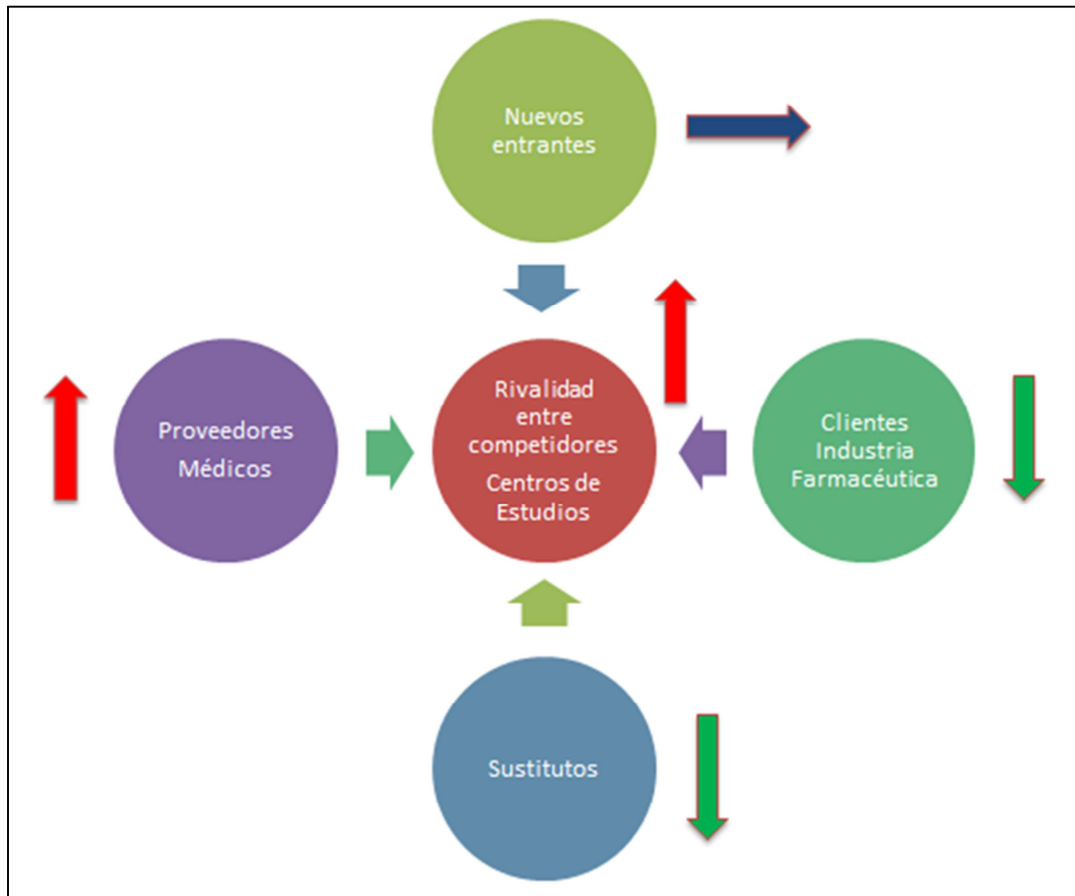 Nuevos
entrantes
Proveedores
Médicos
Rivalidad
entre
competidores
Centros de
Estudios
Clientes
Industria
Farmacéutica
Sustitutos